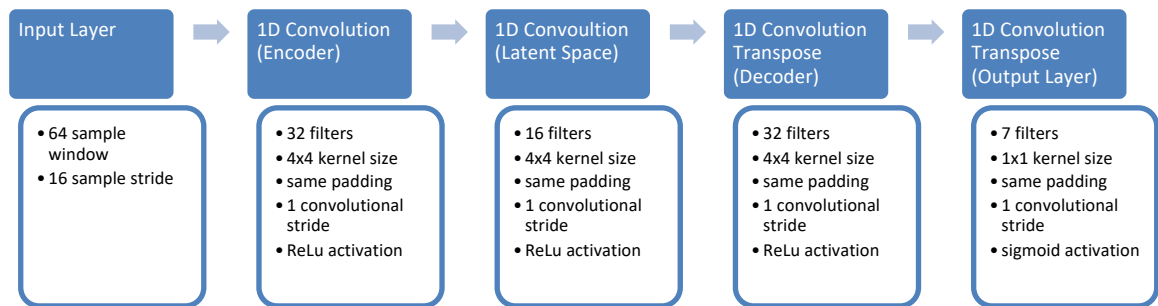 Input Layer
• 64 sample
window
• 16 sample stride
1D Convolution
(Encoder)
• 32 filters
• 4x4 kernel size
• same padding
• 1 convolutional
stride
• ReLu activation
1D Convoultion
(Latent Space)
• 16 filters
• 4x4 kernel size
• same padding
• 1 convolutional
stride
• ReLu activation
1D Convolution
Transpose
(Decoder)
• 32 filters
• 4x4 kernel size
• same padding
• 1 convolutional
stride
• ReLu activation
1D Convolution
Transpose
(Output Layer)
• 7 filters
• 1x1 kernel size
• same padding
• 1 convolutional
stride
• sigmoid activation